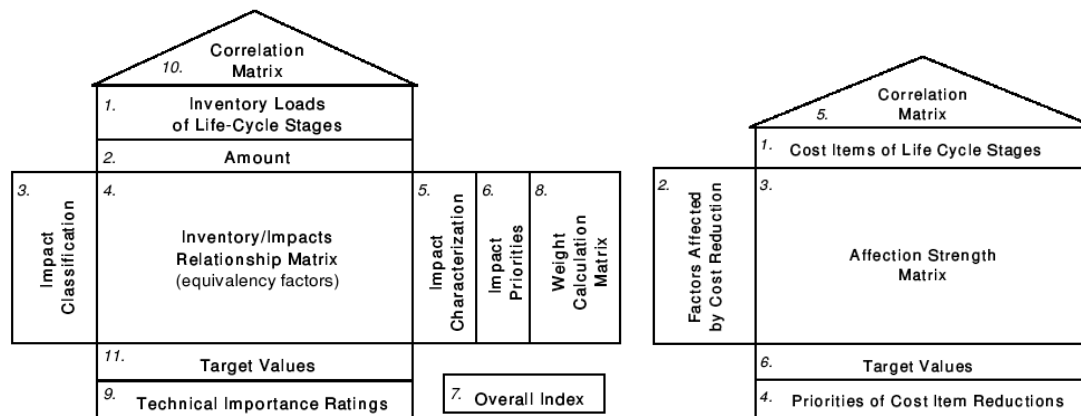 Correlation
10. Matrix
1. Inventory Loads
of Life-Cycle Stages
2. Amount
3. Impact
Classification
4.
Inventory/Impacts
Relationship Matrix
(equivalency factors)
5. Impact
Characterization
6. Impact
Priorities
8. Weight
Calculation
Matrix
11. Target Values
9. Technical Importance Ratings
7. Overall Index
Correlation
5. Matrix
1. Cost Items of Life Cycle Stages
2. Factors Affected
by Cost Reduction
3.
Affection Strength
Matrix
6. Target Values
4. Priorities of Cost Item Reductions